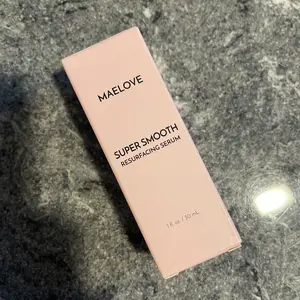 MAELOVE
SUPER SMOOTH
RESURFACING SERUM
1 fl oz / 30 mL